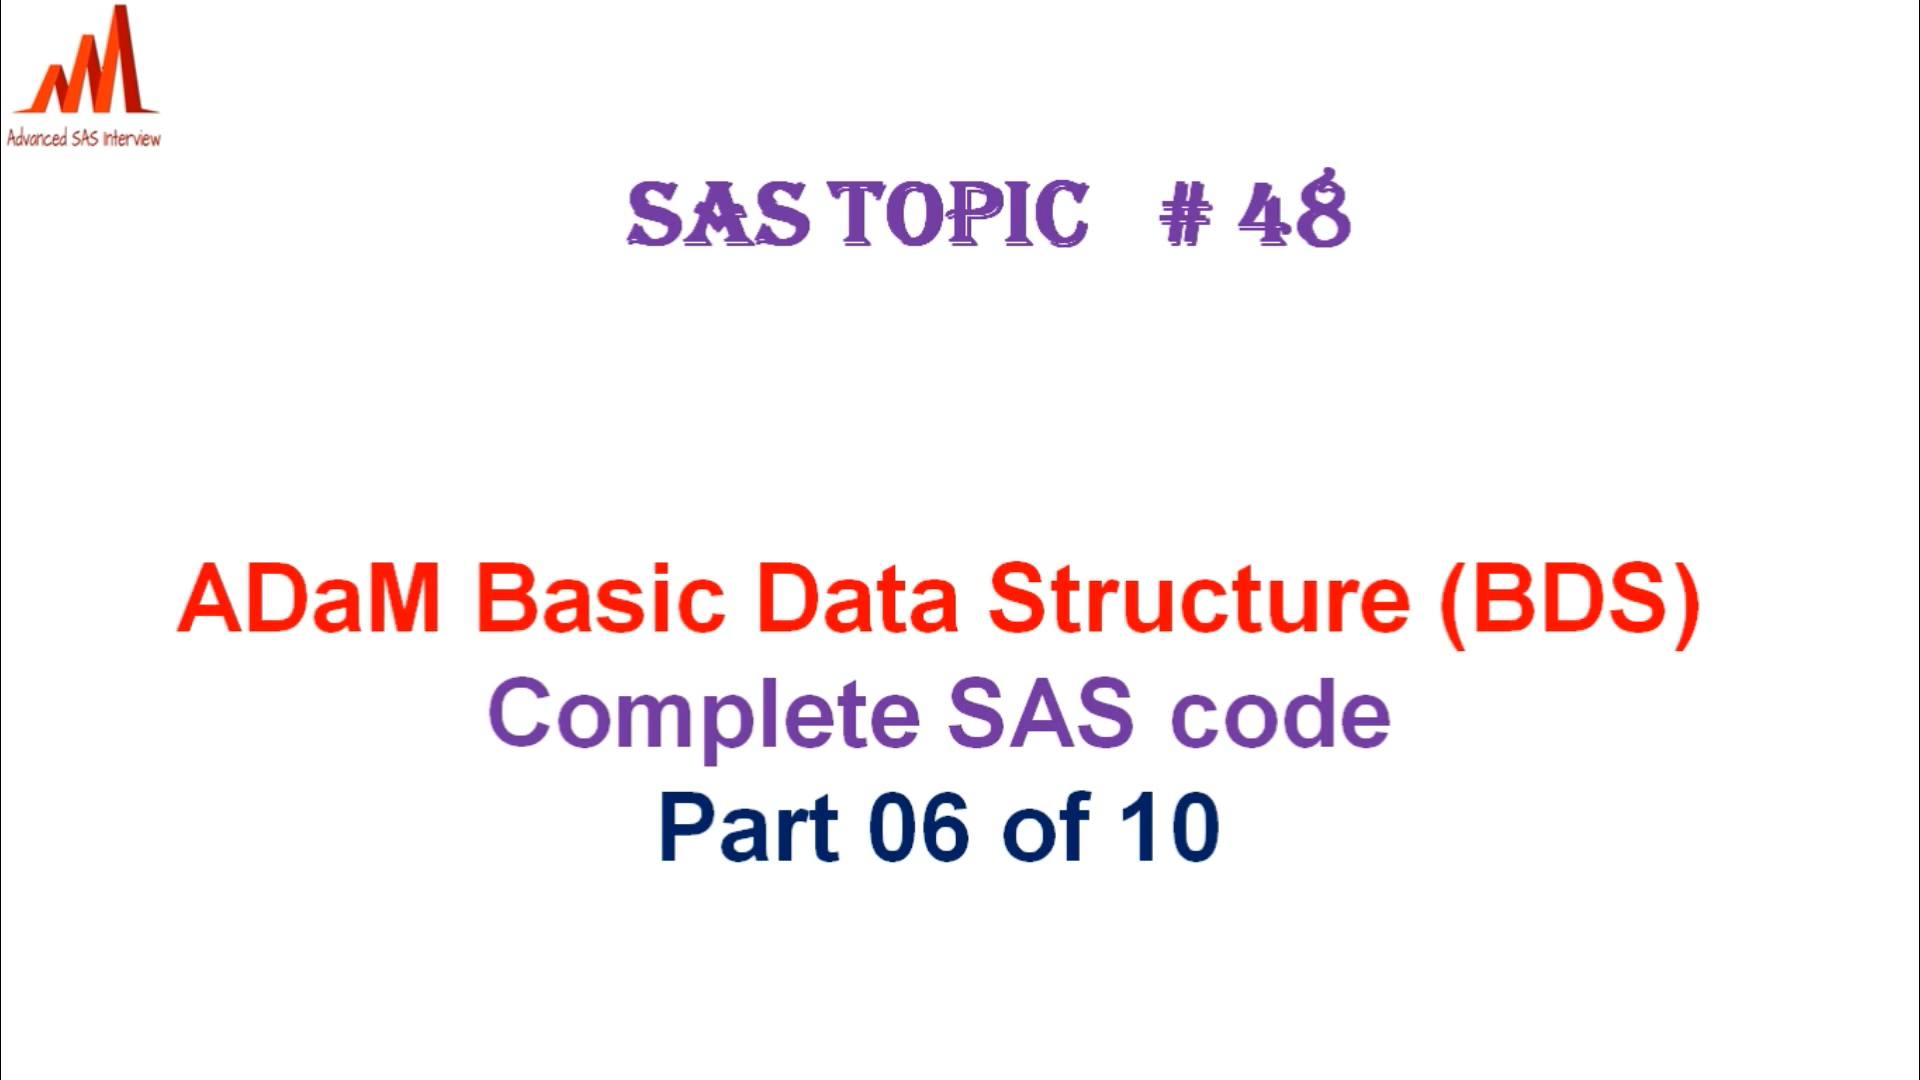 Advanced SAS Interview
SAS TOPIC # 48
ADaM Basic Data Structure (BDS)
Complete SAS code
Part 06 of 10